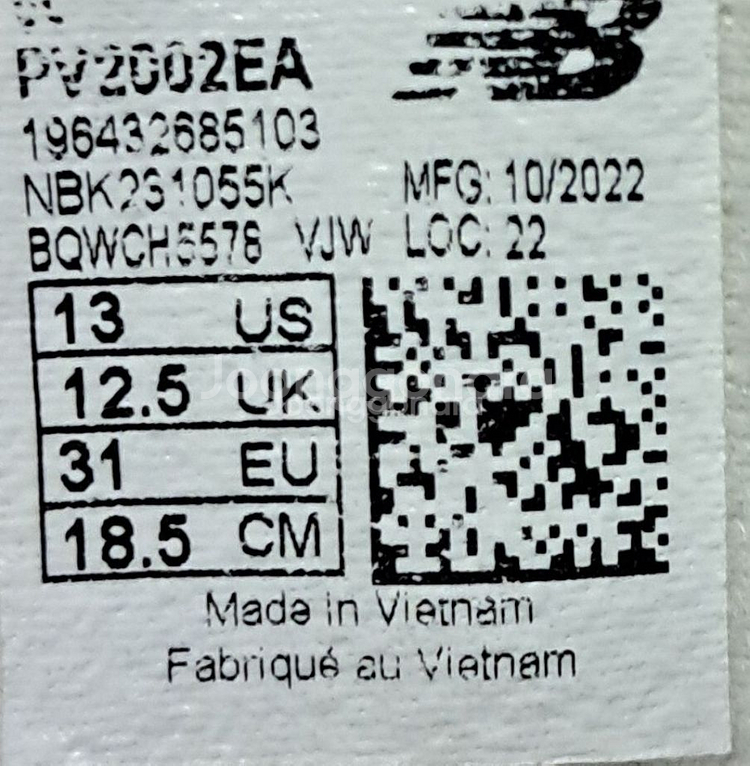 PV2002EA
196432685103
NBK231055K MFG: 10/2022
BQWCH5578 VJW LOC: 22
13 US
12.5 UK
31 EU
18.5 CM
Made in Vietnam
Fabriqué au Vietnam